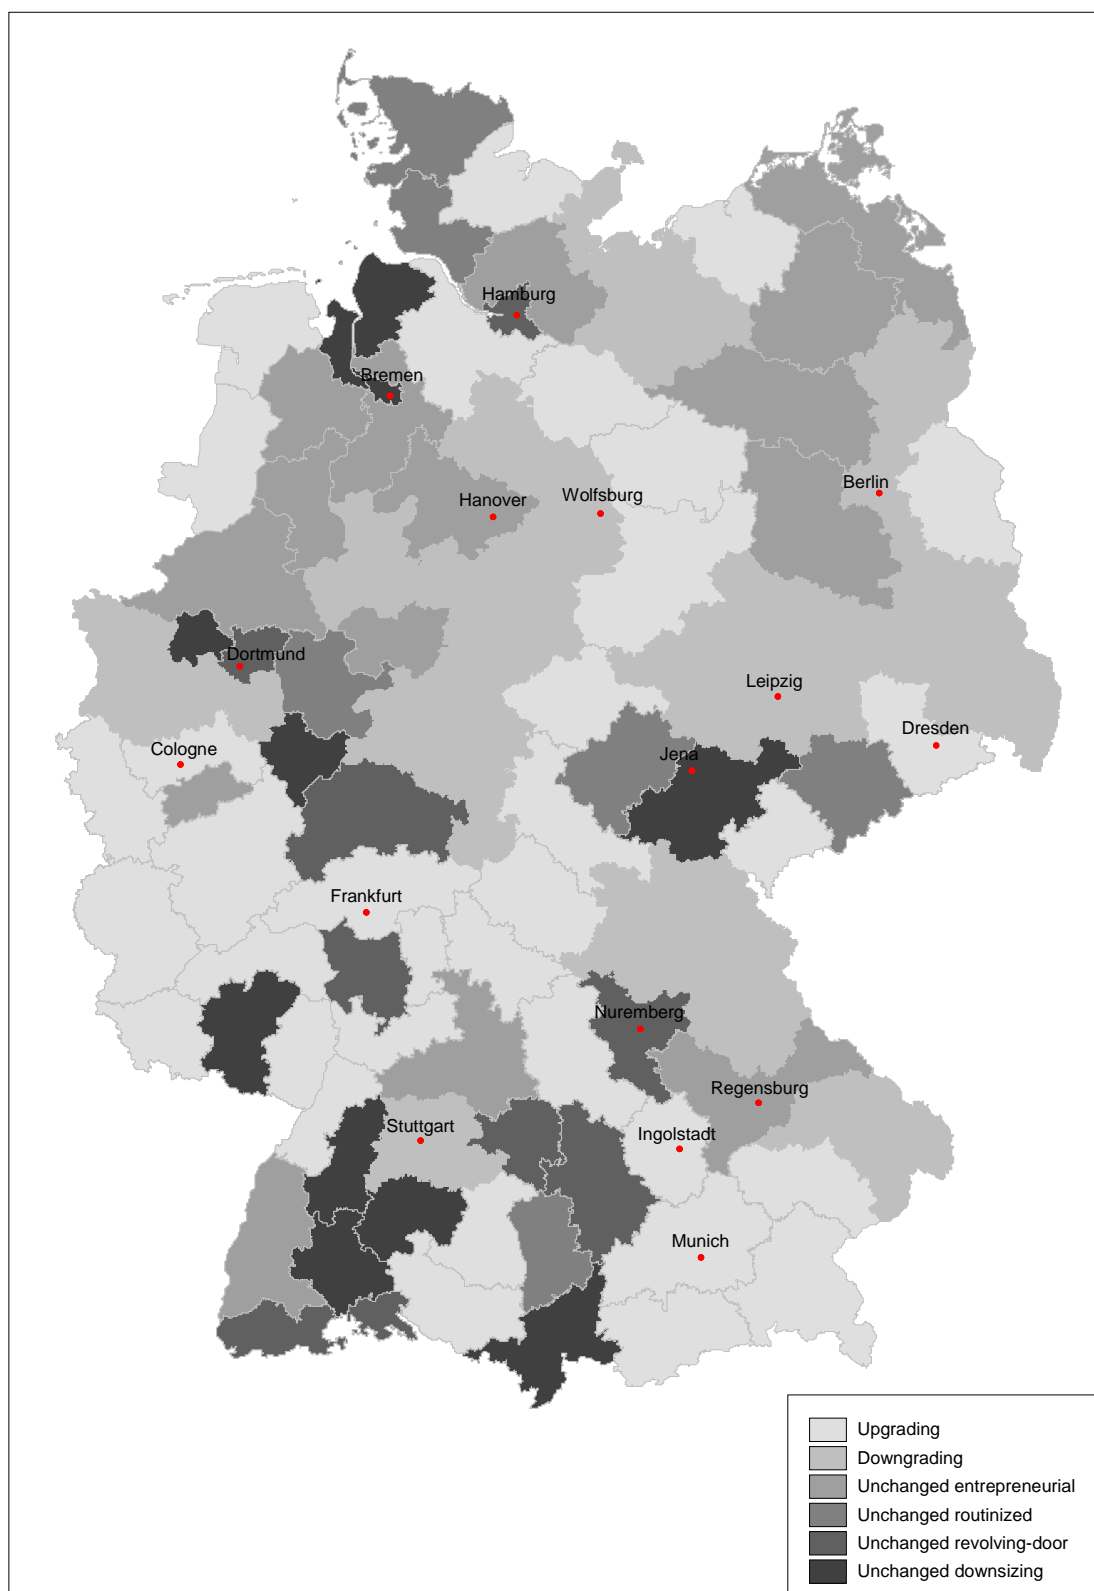 Hamburg
Bremen
Berlin
Wolfsburg
Hanover
Dortmund
Leipzig
Dresden
Cologne
Jena
Frankfurt
Nuremberg
Regensburg
Stuttgart
Ingolstadt
Munich
Upgrading
Downgrading
Unchanged entrepreneurial
Unchanged routinized
Unchanged revolving-door
Unchanged downsizing